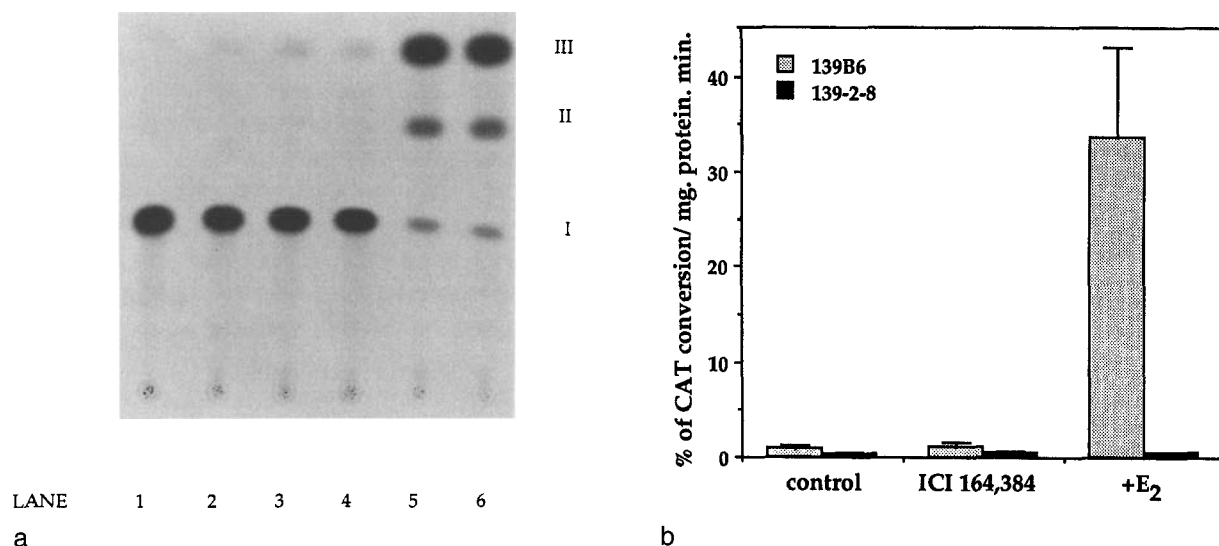 III
II
I
LANE 1 2 3 4 5 6
a
% of CAT conversion/ mg. protein. min.
40
30
20
10
0
139B6
139-2-8
control ICI 164,384 +E₂
b